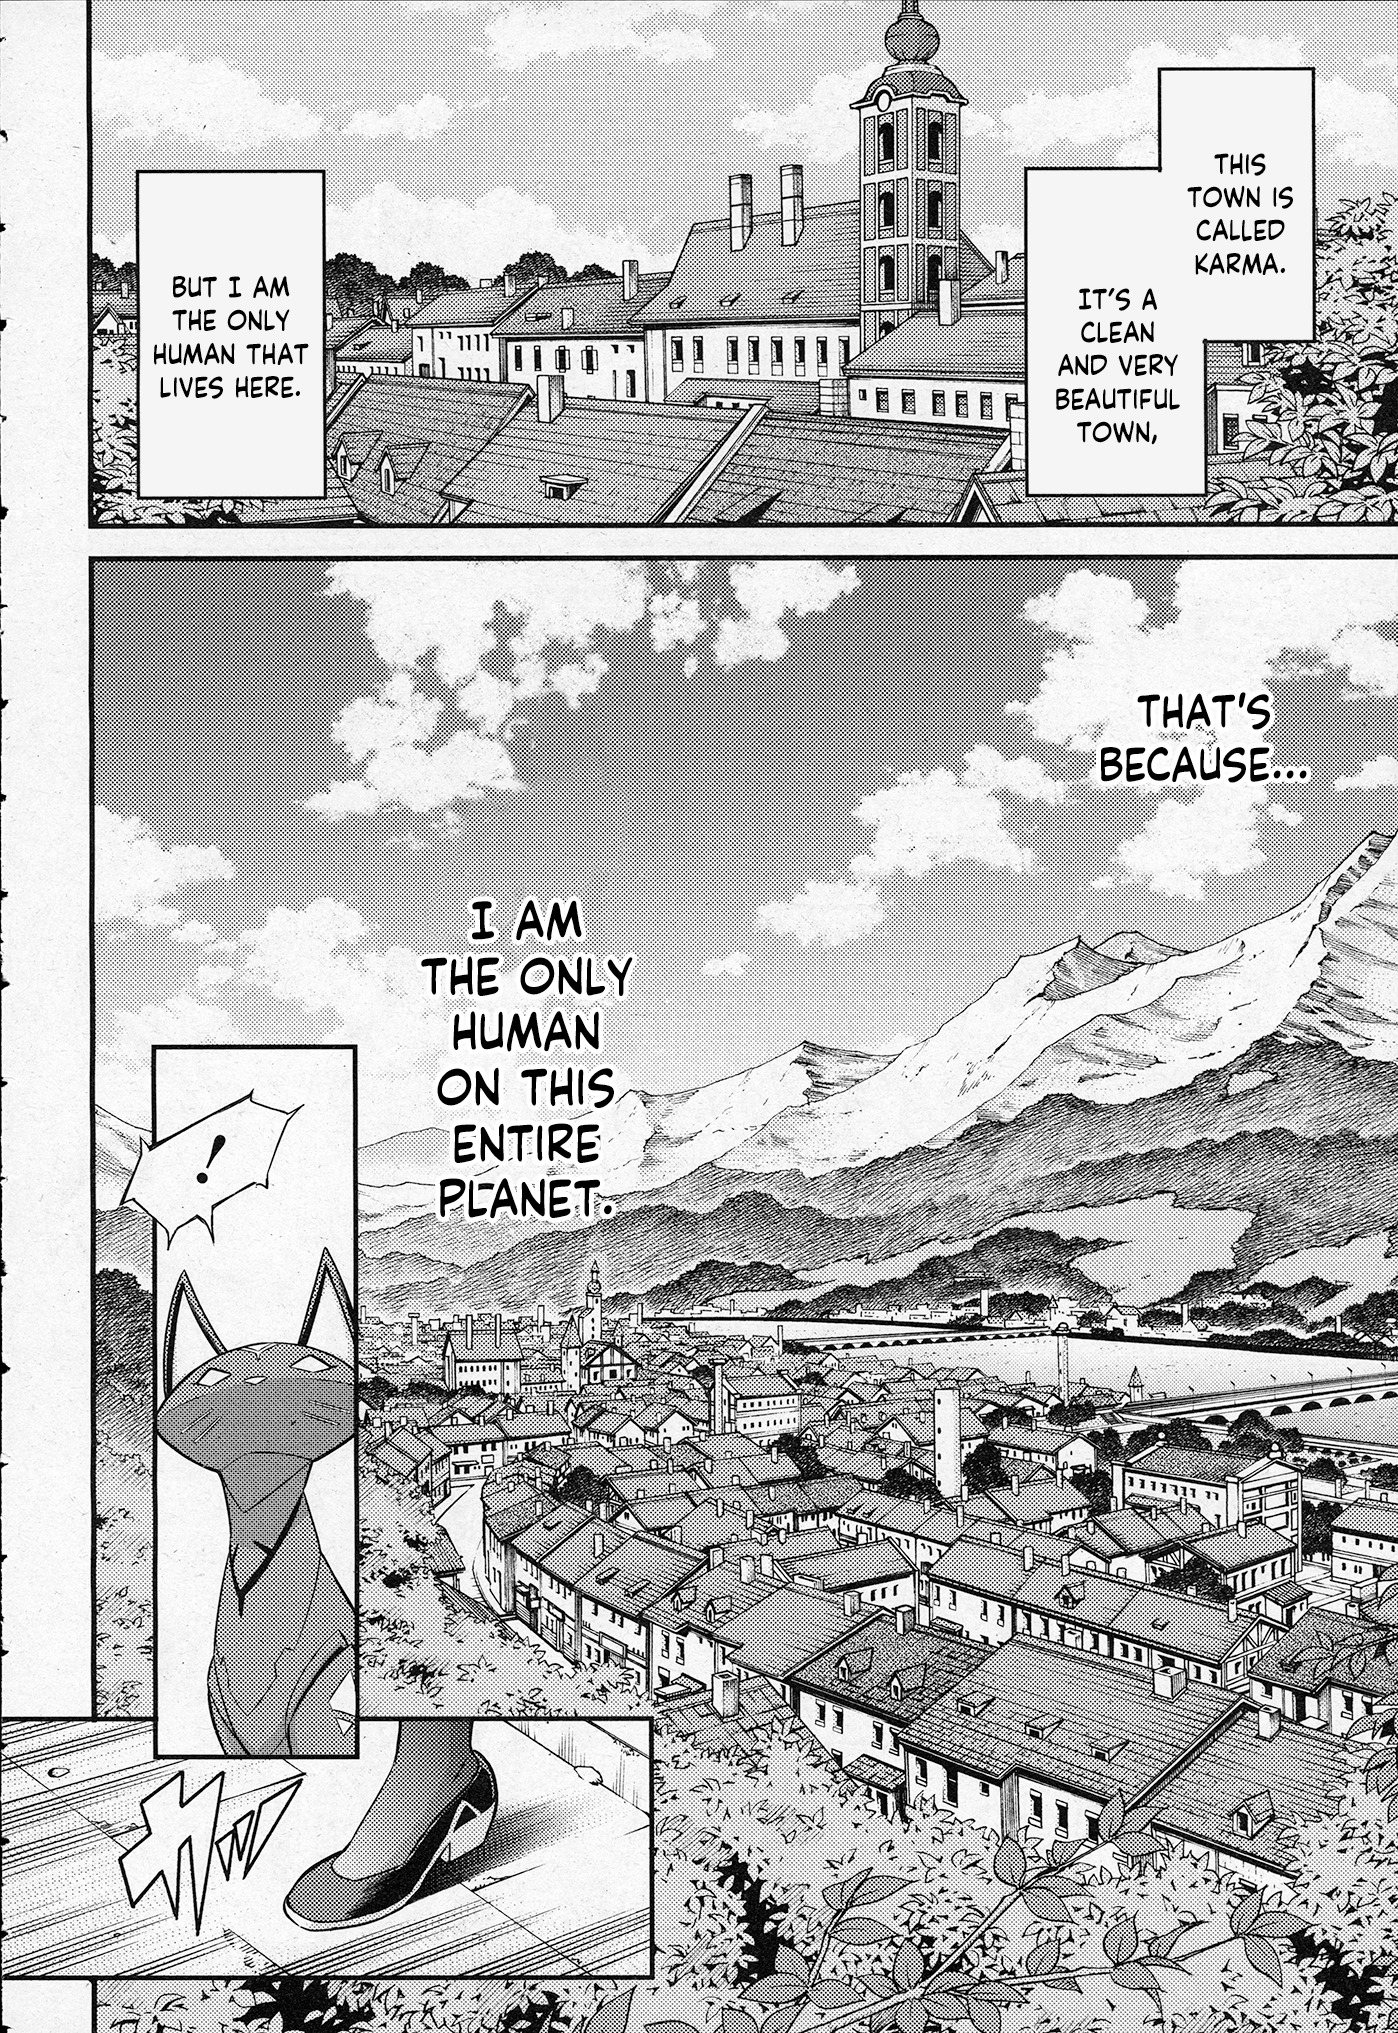 THIS
TOWN IS
CALLED
KARMA.
IT'S A
CLEAN
AND VERY
BEAUTIFUL
TOWN,
BUT I AM
THE ONLY
HUMAN THAT
LIVES HERE.
THAT'S
BECAUSE...
I AM
THE ONLY
HUMAN
ON THIS
ENTIRE
PLANET.
!